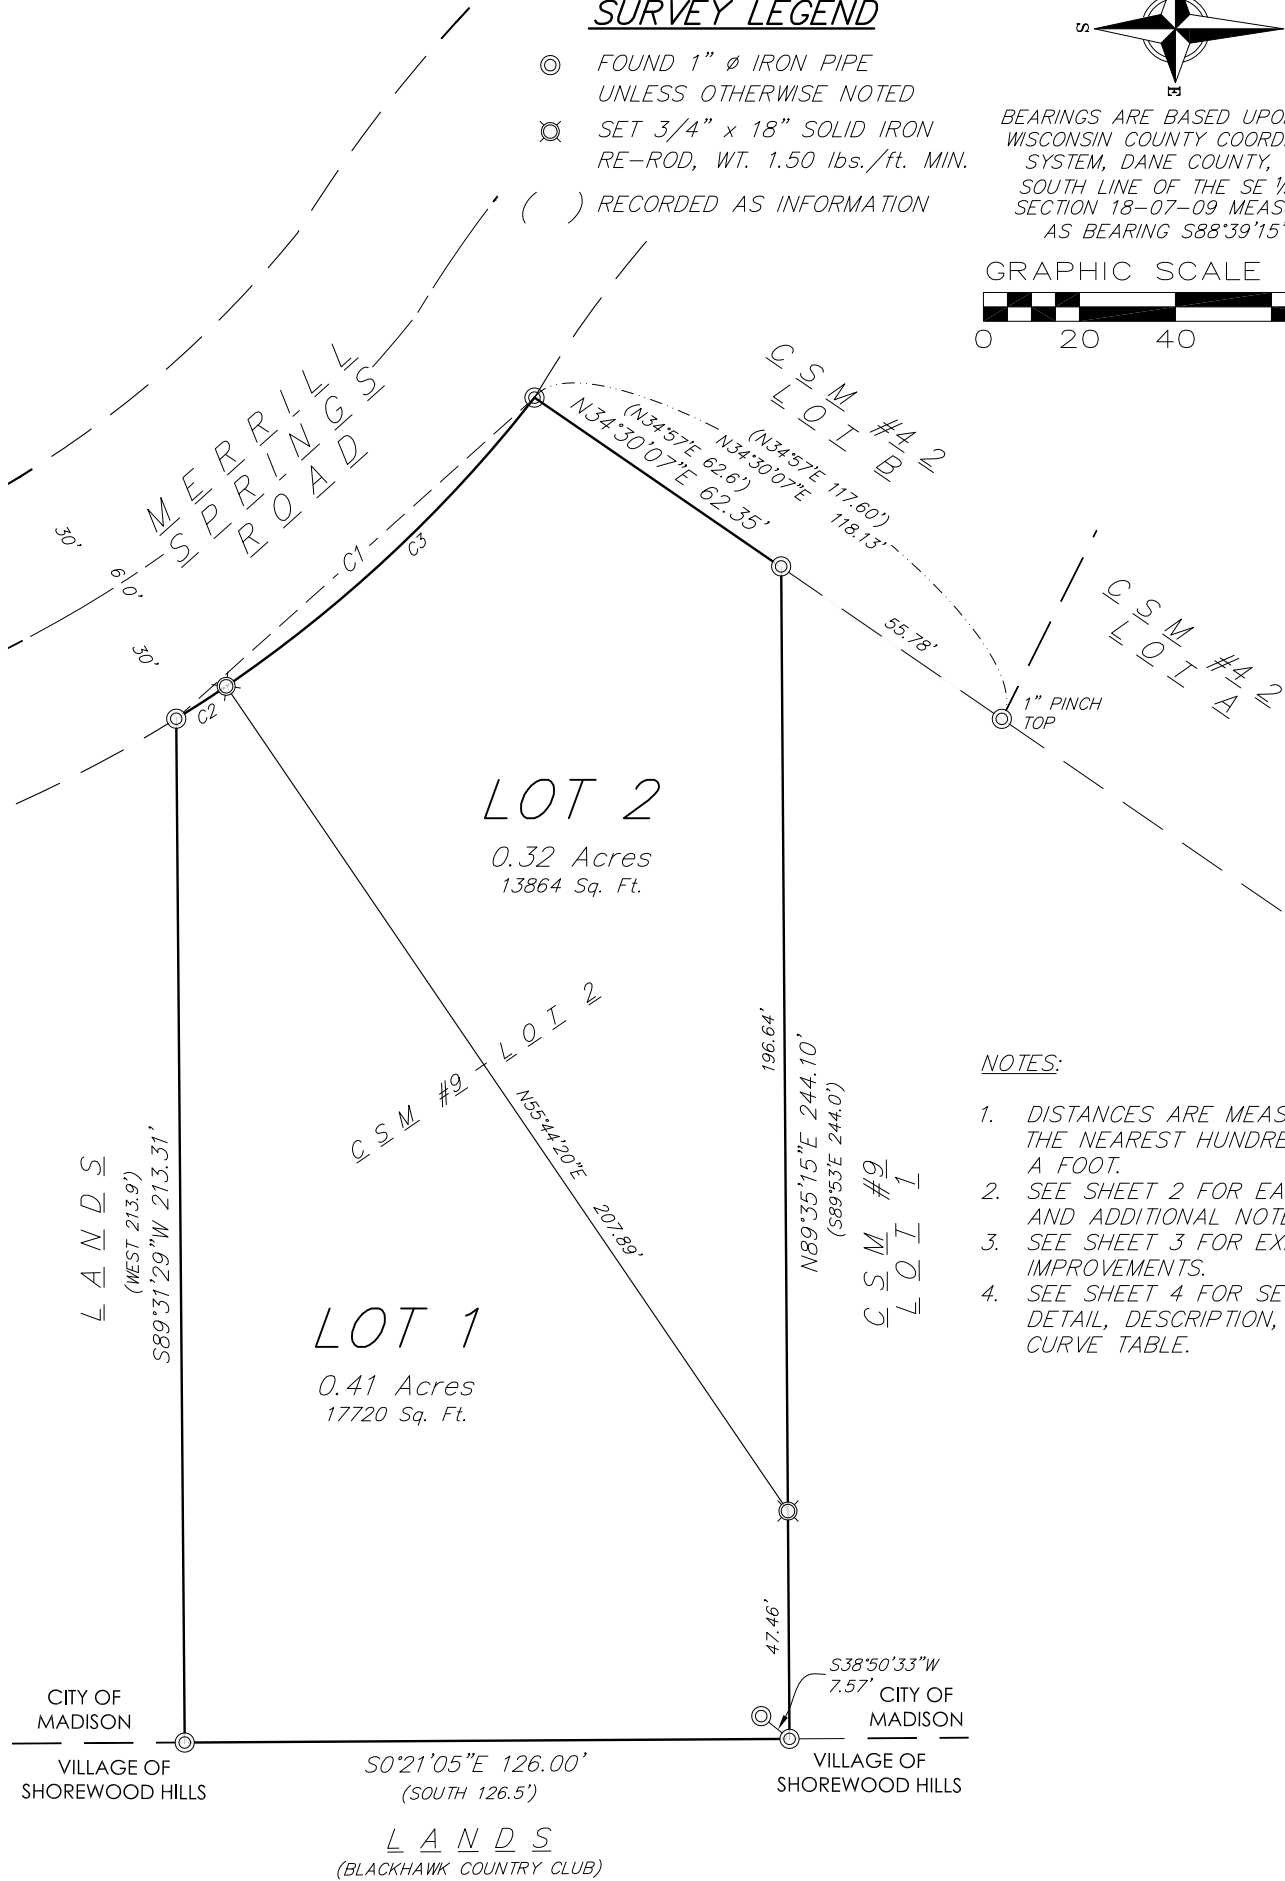 SURVEY LEGEND
FOUND 1" ø IRON PIPE
UNLESS OTHERWISE NOTED
SET 3/4" x 18" SOLID IRON
RE-ROD, WT. 1.50 lbs./ft. MIN.
( ) RECORDED AS INFORMATION
S
E
BEARINGS ARE BASED UPO
WISCONSIN COUNTY COORD
SYSTEM, DANE COUNTY,
SOUTH LINE OF THE SE
SECTION 18-07-09 MEAS
AS BEARING S88°39'15"
GRAPHIC SCALE
0 20 40
MERRILL
SPRINGS
ROAD
30'
60'
30'
C1
C3
C2
CSM #42
LOT B
(N34°57'E 117.60')
N34°30'07"E 118.13'
(N34°57'E 62.6')
N34°30'07"E 62.35'
55.78'
CSM #42
LOT A
1" PINCH
TOP
LOT 2
0.32 Acres
13864 Sq. Ft.
CSM #9 - LOT 2
N55°44'20"E 207.89'
196.64'
N89°35'15"E 244.10'
(S89°53'E 244.0')
CSM #9
LOT 1
LANDS
(WEST 213.9')
S89°31'29"W 213.31'
LOT 1
0.41 Acres
17720 Sq. Ft.
NOTES:
1. DISTANCES ARE MEAS
THE NEAREST HUNDRE
A FOOT.
2. SEE SHEET 2 FOR EA
AND ADDITIONAL NOTE
3. SEE SHEET 3 FOR EX
IMPROVEMENTS.
4. SEE SHEET 4 FOR SE
DETAIL, DESCRIPTION,
CURVE TABLE.
47.46'
S38°50'33"W
7.57'
CITY OF
MADISON
VILLAGE OF
SHOREWOOD HILLS
CITY OF
MADISON
VILLAGE OF
SHOREWOOD HILLS
S0°21'05"E 126.00'
(SOUTH 126.5')
LANDS
(BLACKHAWK COUNTRY CLUB)